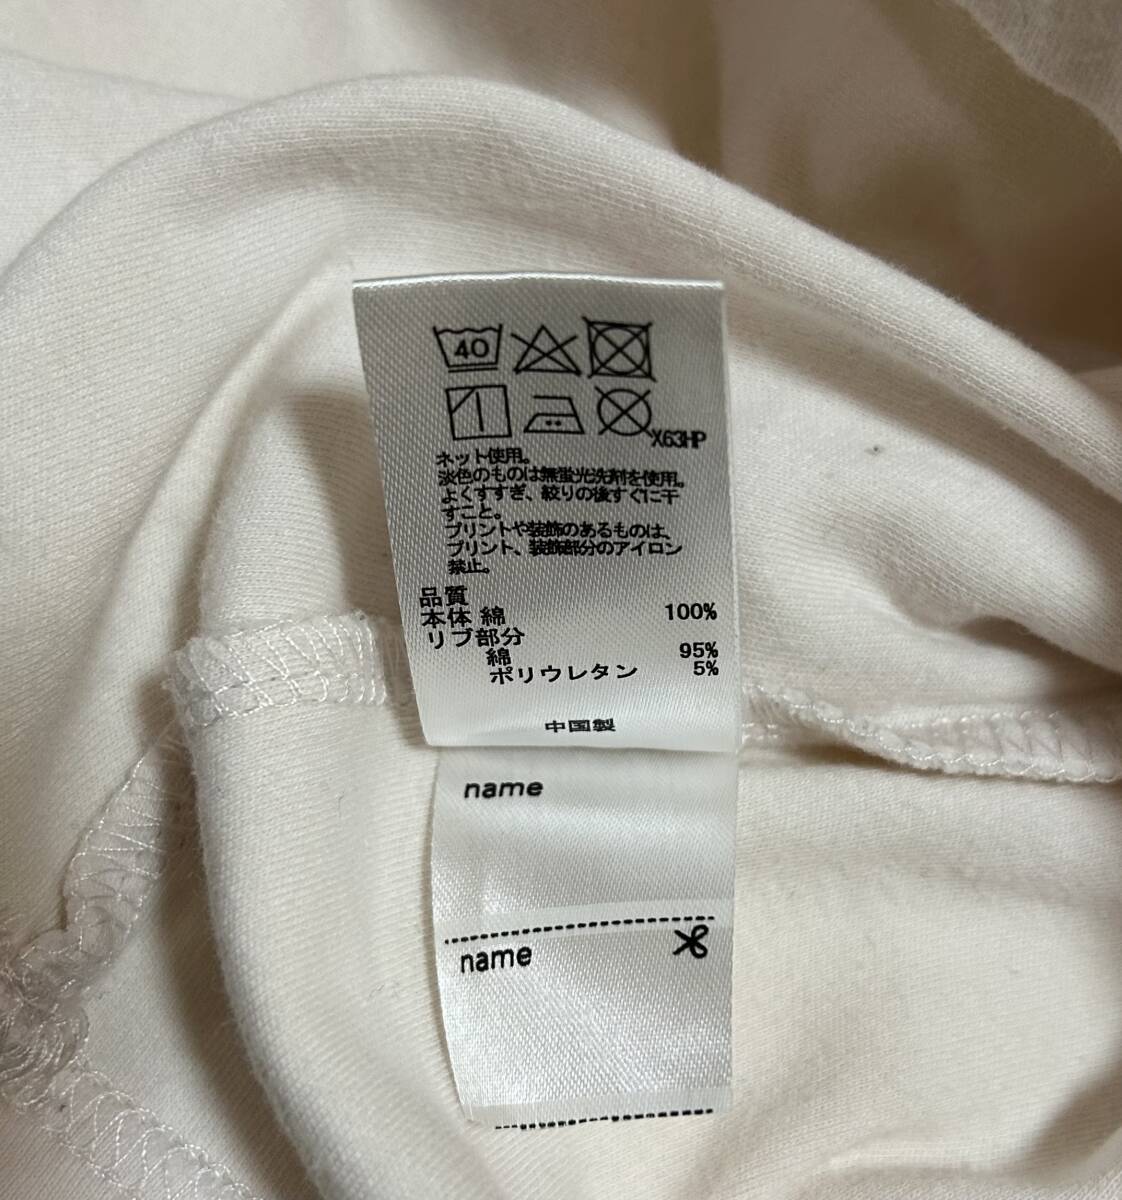 40
X63HP
ネット使用。
淡色のものは無蛍光洗剤を使用。
よくすすぎ、絞りの後すぐに干
すこと。
プリントや装飾のあるものは、
プリント、装飾部分のアイロン
禁止。
品質
本体 綿 100%
リブ部分
綿 95%
ポリウレタン 5%
中国製
name
name